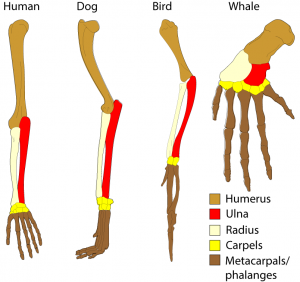 Human
Dog
Bird
Whale
Humerus
Ulna
Radius
Carpels
Metacarpals/
phalanges